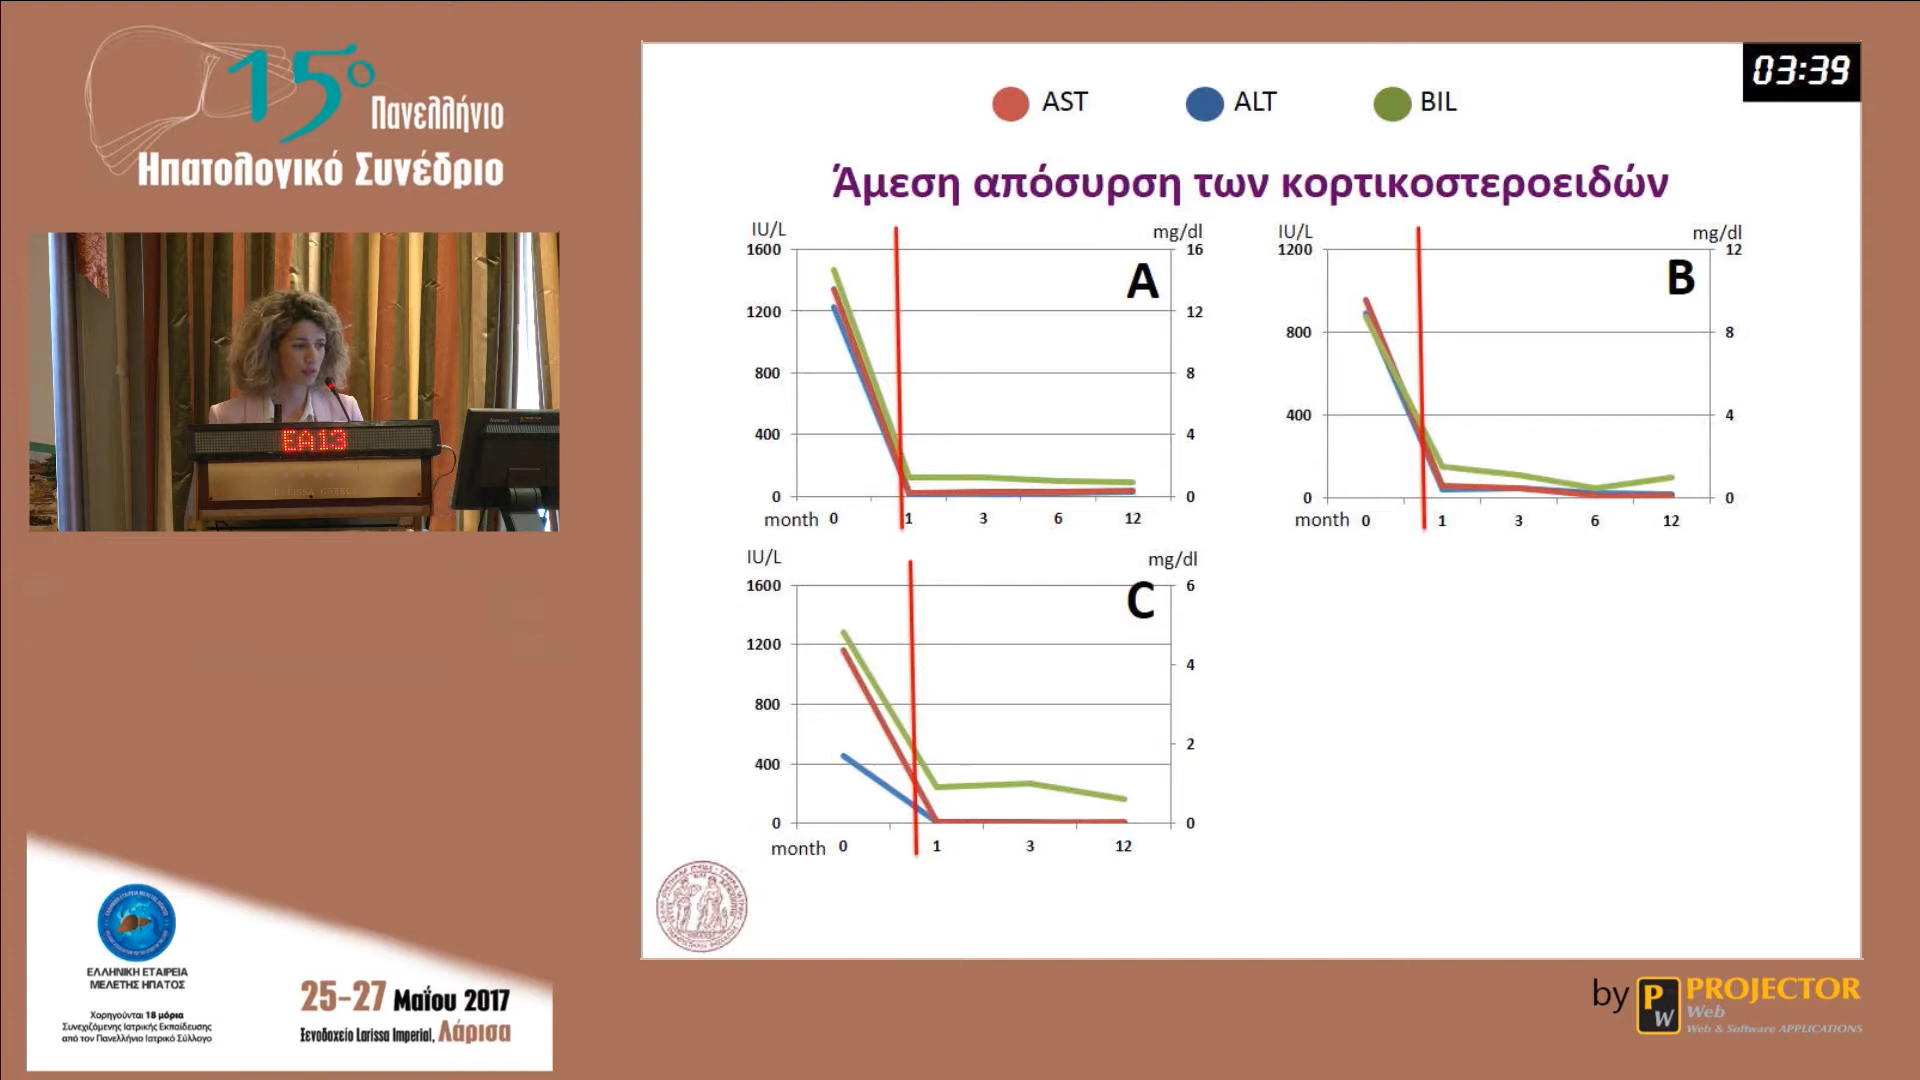 15ο
Πανελλήνιο
Ηπατολογικό Συνέδριο
EA13
LARISSA GREECE
ΕΛΛΗΝΙΚΗ ΕΤΑΙΡΕΙΑ
ΜΕΛΕΤΗΣ ΗΠΑΤΟΣ
Χορηγούνται 18 μόρια
Συνεχιζόμενης Ιατρικής Εκπαίδευσης
από τον Πανελλήνιο Ιατρικό Σύλλογο
25-27 Μαΐου 2017
Ξενοδοχείο Larissa Imperial, Λάρισα
03:39
AST ALT BIL
Άμεση απόσυρση των κορτικοστεροειδών
IU/L mg/dl
A
1600 16
1200 12
800 8
400 4
0 0
month 0 1 3 6 12
IU/L mg/dl
B
1200 12
800 8
400 4
0 0
month 0 1 3 6 12
IU/L mg/dl
C
1600 6
1200 4
800
400 2
0 0
month 0 1 3 12
by PW PROJECTOR
Web
Web & Software APPLICATIONS